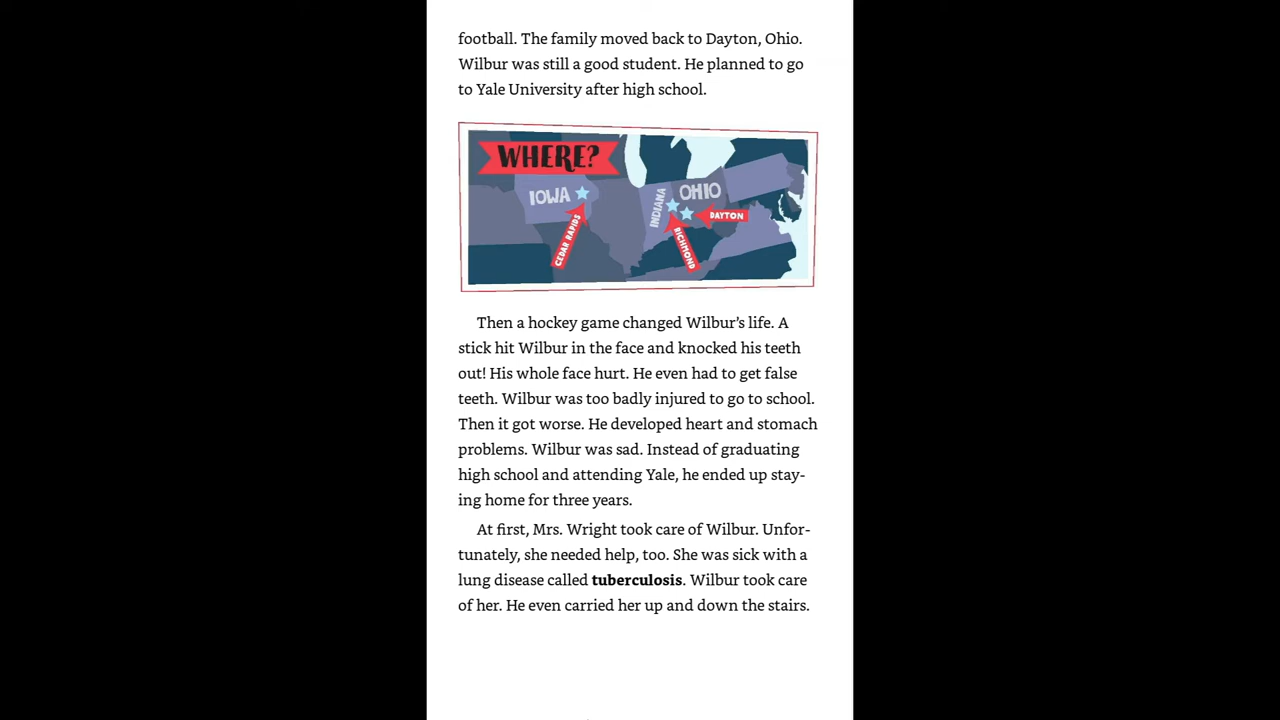 football. The family moved back to Dayton, Ohio.
Wilbur was still a good student. He planned to go
to Yale University after high school.
WHERE?
IOWA
INDIANA
OHIO
DAYTON
CEDAR RAPIDS
RICHMOND
Then a hockey game changed Wilbur’s life. A
stick hit Wilbur in the face and knocked his teeth
out! His whole face hurt. He even had to get false
teeth. Wilbur was too badly injured to go to school.
Then it got worse. He developed heart and stomach
problems. Wilbur was sad. Instead of graduating
high school and attending Yale, he ended up stay-
ing home for three years.
At first, Mrs. Wright took care of Wilbur. Unfor-
tunately, she needed help, too. She was sick with a
lung disease called tuberculosis. Wilbur took care
of her. He even carried her up and down the stairs.